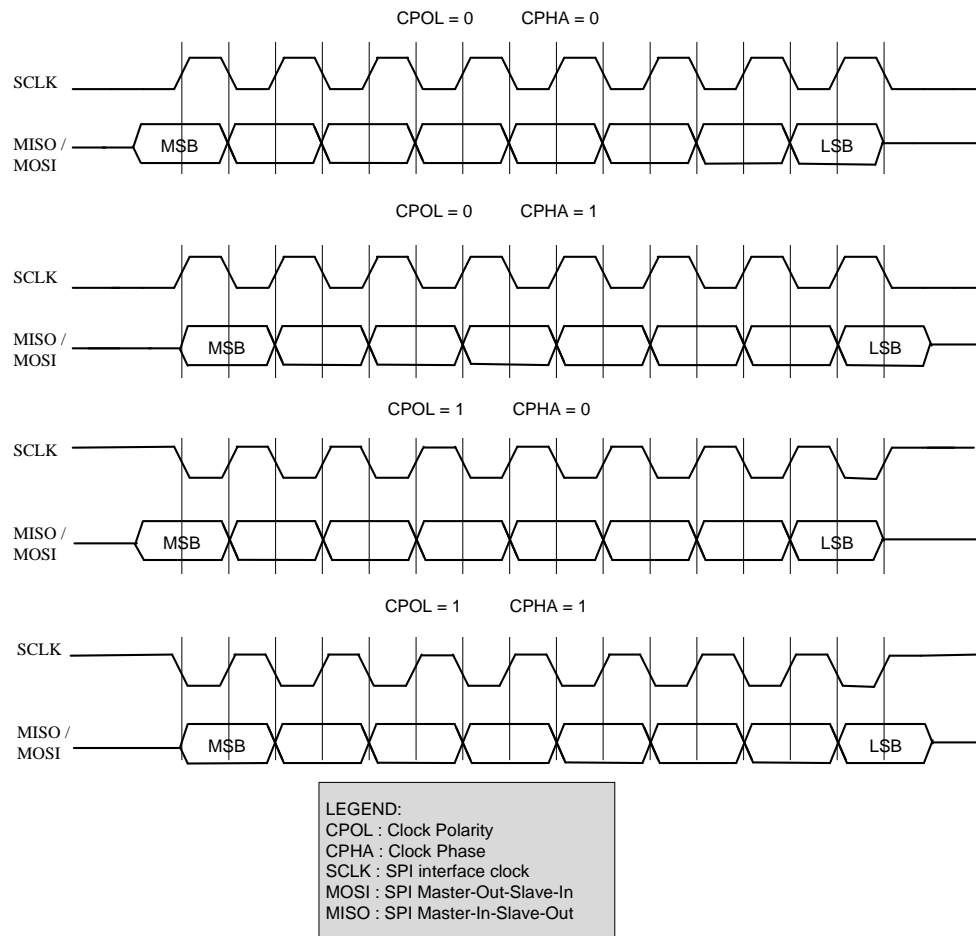 CPOL = 0 CPHA = 0
SCLK
MISO /
MOSI
MSB LSB
CPOL = 0 CPHA = 1
SCLK
MISO /
MOSI
MSB LSB
CPOL = 1 CPHA = 0
SCLK
MISO /
MOSI
MSB LSB
CPOL = 1 CPHA = 1
SCLK
MISO /
MOSI
MSB LSB
LEGEND:
CPOL : Clock Polarity
CPHA : Clock Phase
SCLK : SPI interface clock
MOSI : SPI Master-Out-Slave-In
MISO : SPI Master-In-Slave-Out